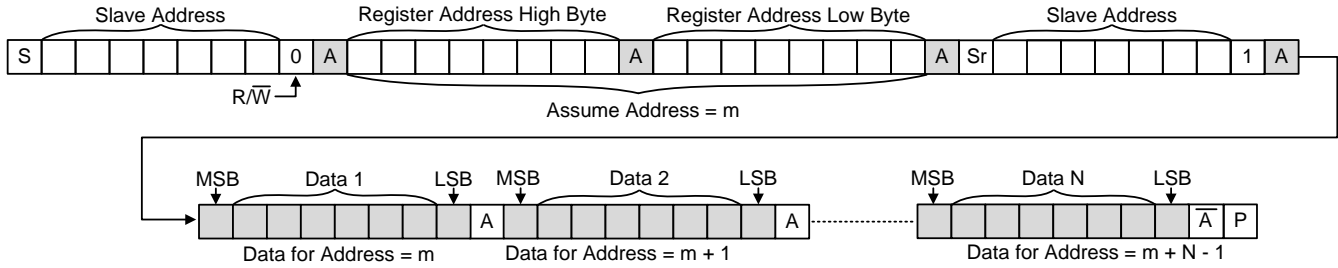 Slave Address Register Address High Byte Register Address Low Byte Slave Address
S 0 A A A Sr 1 A
R/W̅
Assume Address = m
MSB Data 1 LSB MSB Data 2 LSB MSB Data N LSB
A A A̅ P
Data for Address = m Data for Address = m + 1 Data for Address = m + N - 1